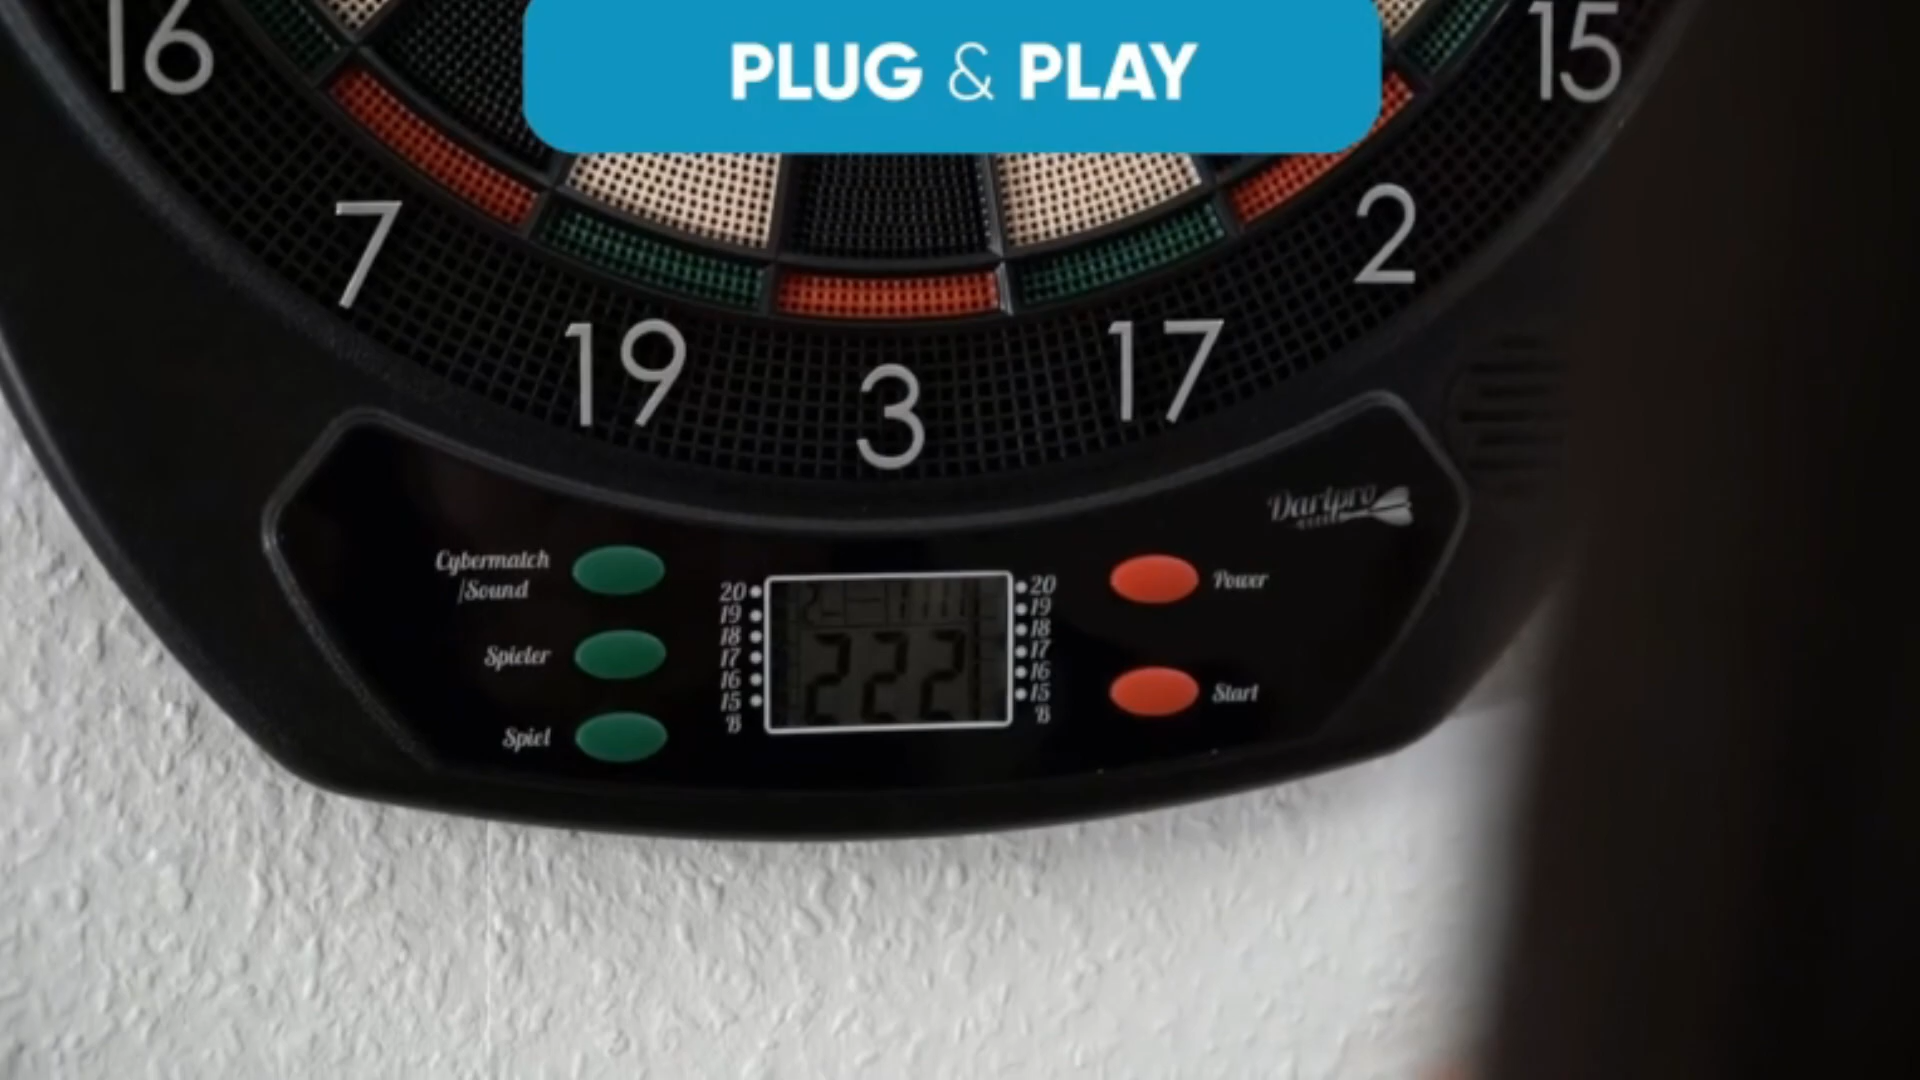 PLUG & PLAY
16
15
7
2
19
17
3
Dartpro
Cybermatch
/Sound
Spieler
Spiel
20
19
18
17
16
15
B
222
20
19
18
17
16
15
B
Power
Start